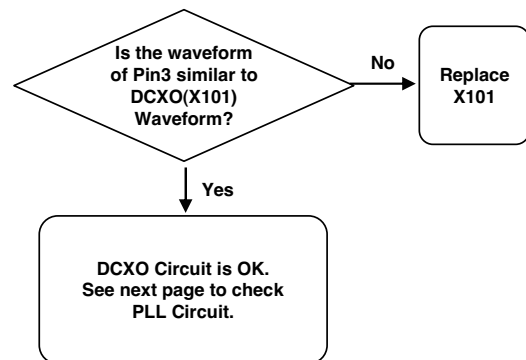 Is the waveform
of Pin3 similar to
DCXO(X101)
Waveform?
No
Replace
X101
Yes
DCXO Circuit is OK.
See next page to check
PLL Circuit.